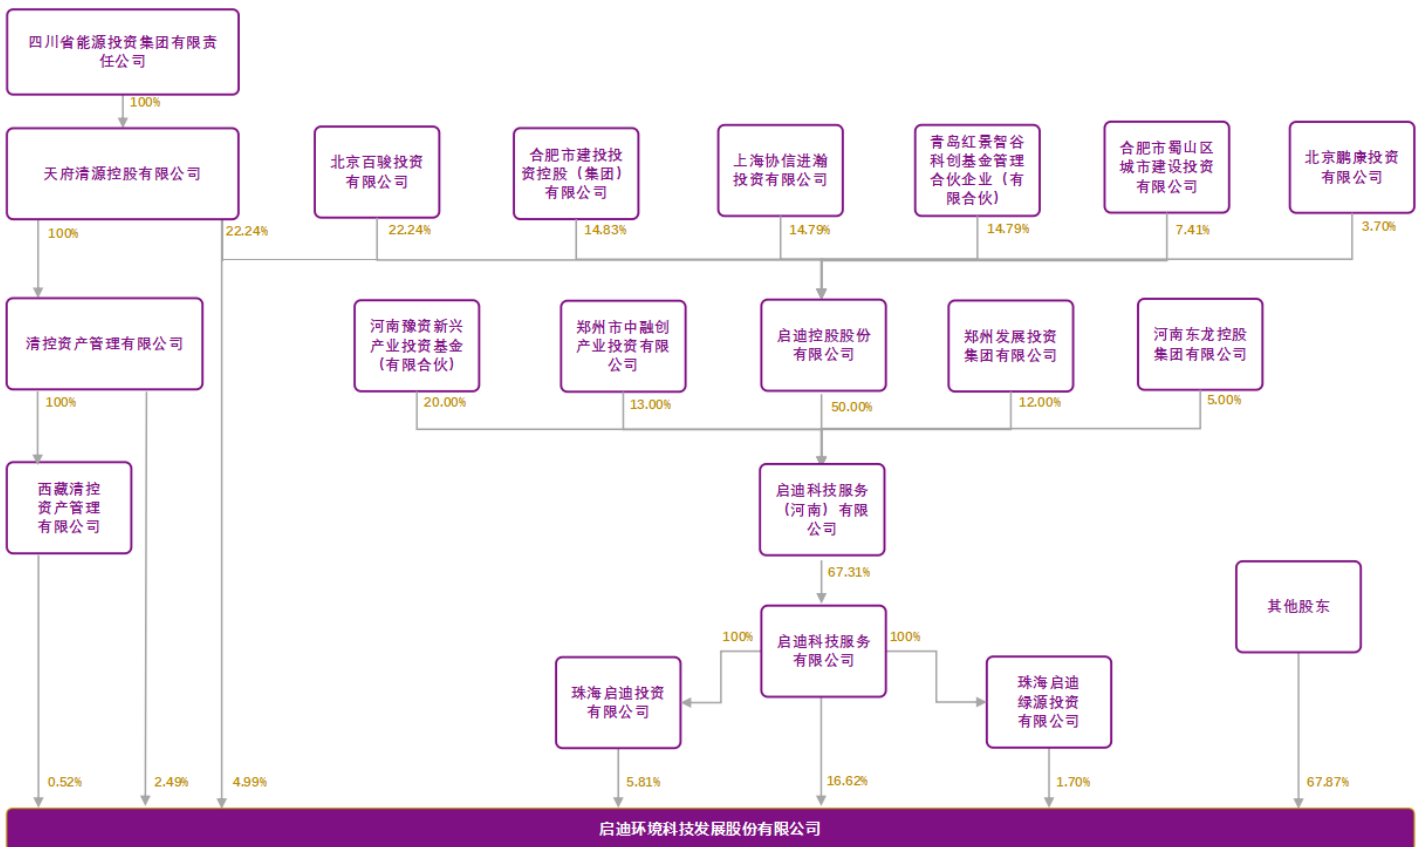 四川省能源投资集团有限责
任公司
100%
天府清源控股有限公司
北京百骏投资
有限公司
合肥市建投投
资控股（集团）
有限公司
上海协信进瀚
投资有限公司
青岛红景智谷
科创基金管理
合伙企业（有
限合伙）
合肥市蜀山区
城市建设投资
有限公司
北京鹏康投资
有限公司
100%
22.24%
22.24%
14.83%
14.79%
14.79%
7.41%
3.70%
清控资产管理有限公司
河南豫资新兴
产业投资基金
（有限合伙）
郑州市中融创
产业投资有限
公司
启迪控股股份
有限公司
郑州发展投资
集团有限公司
河南东龙控股
集团有限公司
100%
20.00%
13.00%
50.00%
12.00%
5.00%
西藏清控
资产管理
有限公司
启迪科技服务
（河南）有限
公司
67.31%
其他股东
100%
启迪科技服务
有限公司
100%
珠海启迪投资
有限公司
珠海启迪
绿源投资
有限公司
0.52%
2.49%
4.99%
5.81%
16.62%
1.70%
67.87%
启迪环境科技发展股份有限公司